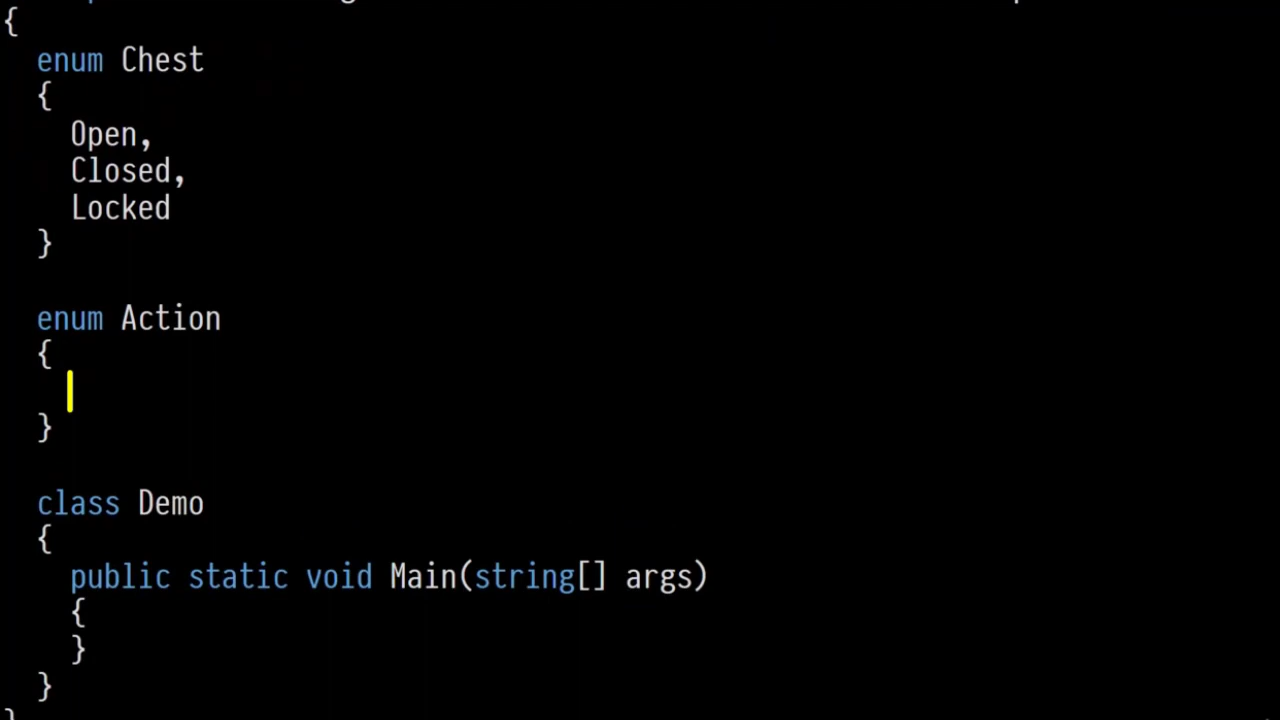 {
enum Chest
{
Open,
Closed,
Locked
}
enum Action
{
}
class Demo
{
public static void Main(string[] args)
{
}
}